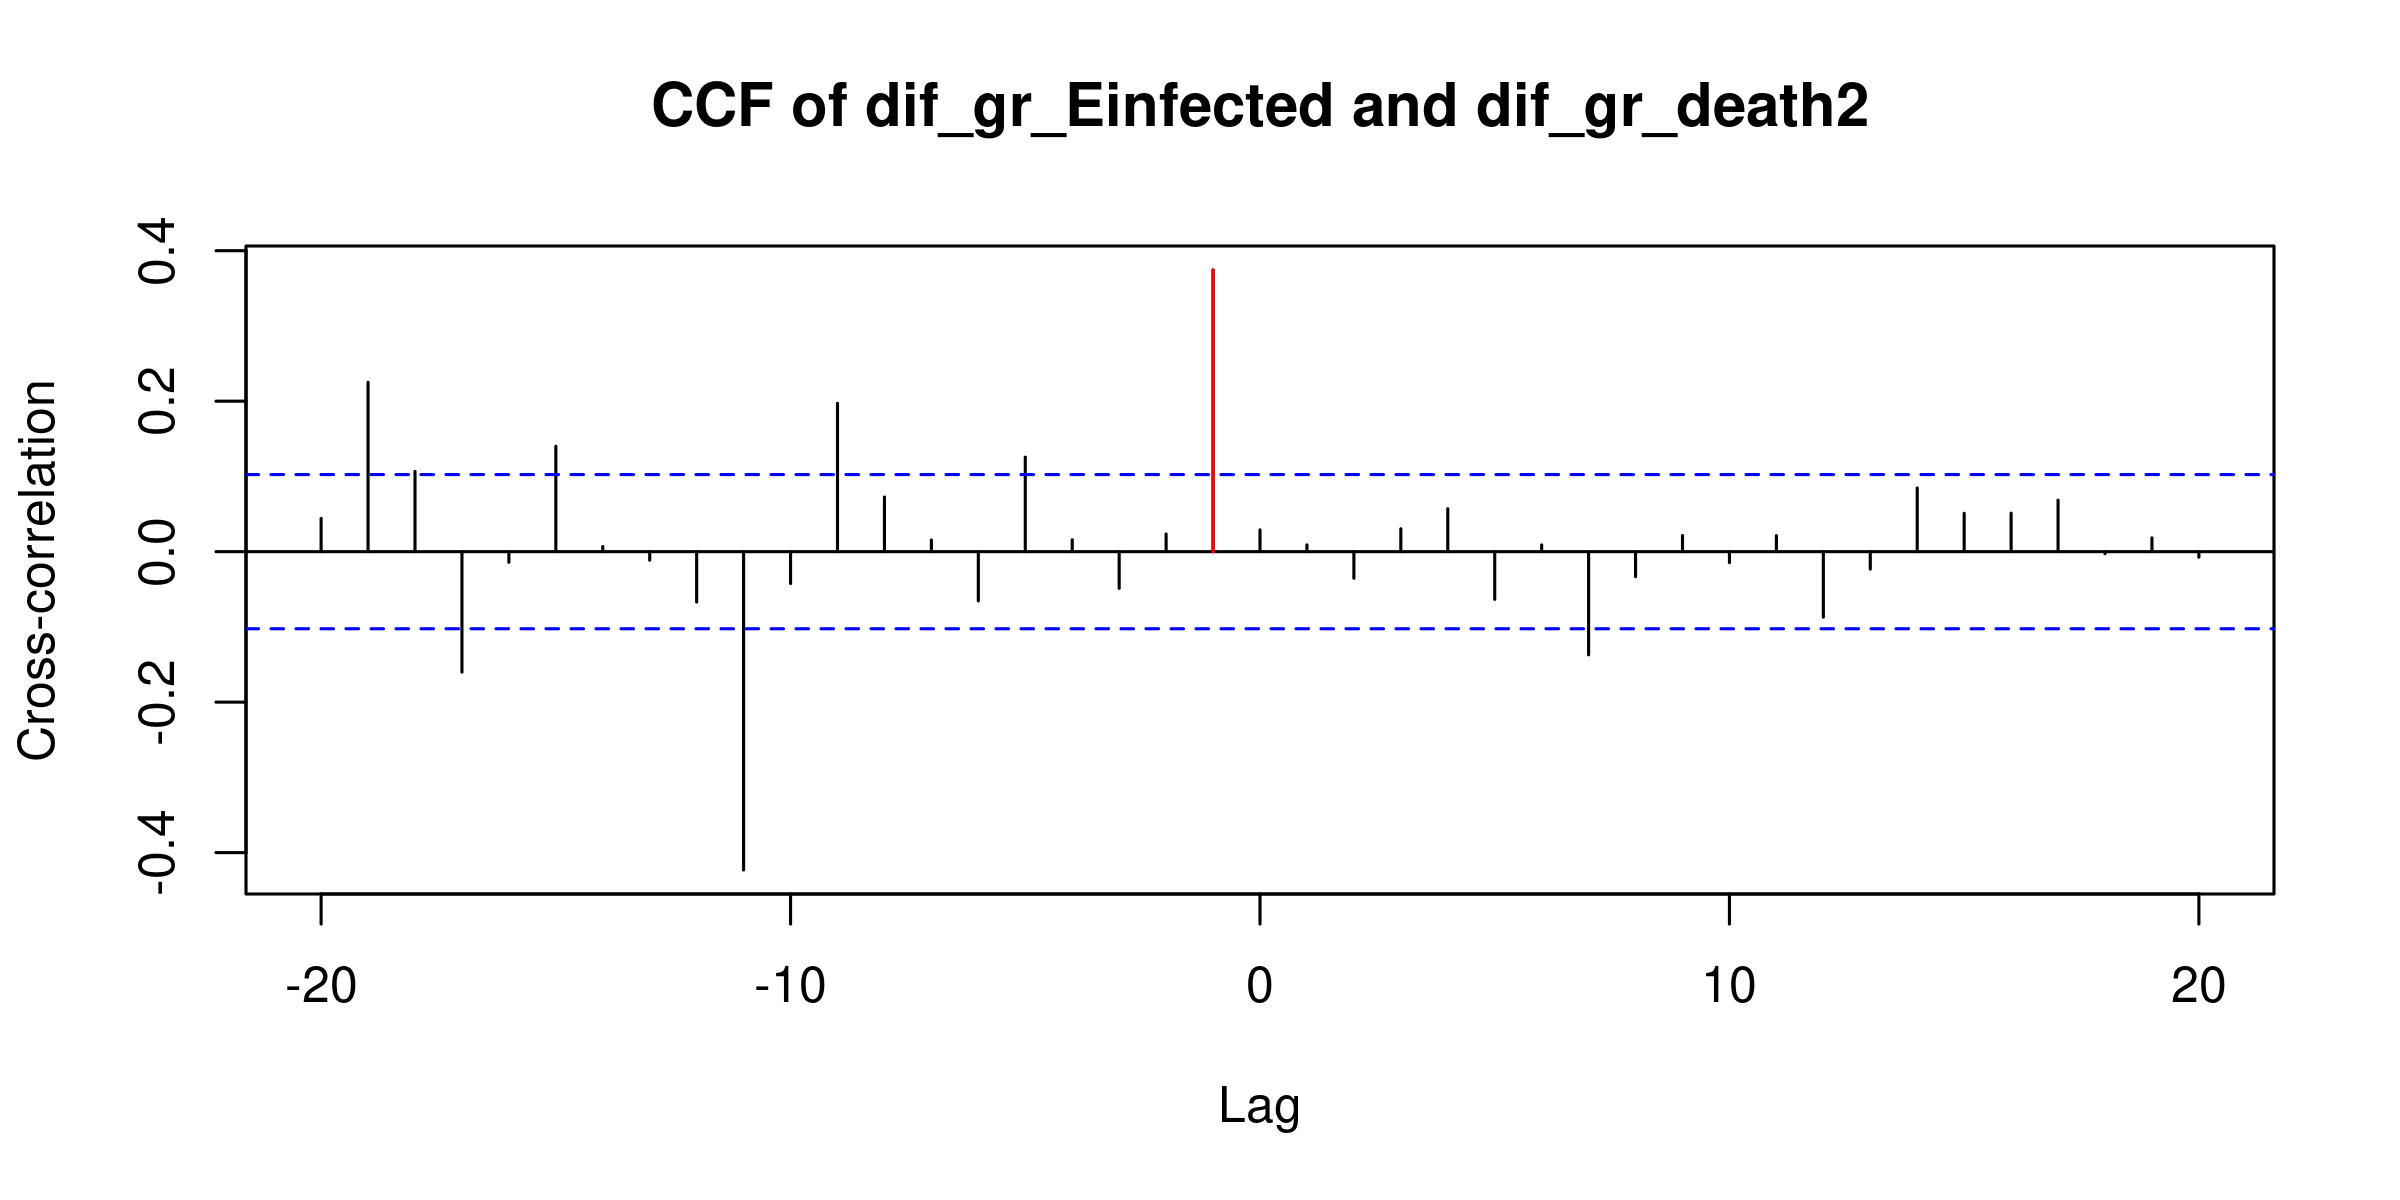 CCF of dif_gr_Einfected and dif_gr_death2
Cross-correlation
0.4
0.2
0.0
-0.2
-0.4
-20 -10 0 10 20
Lag